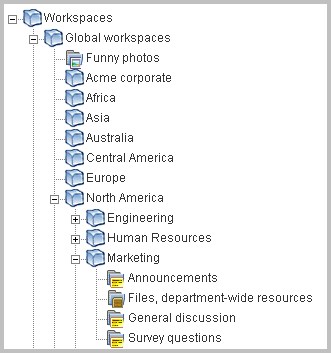 Workspaces
Global workspaces
Funny photos
Acme corporate
Africa
Asia
Australia
Central America
Europe
North America
Engineering
Human Resources
Marketing
Announcements
Files, department-wide resources
General discussion
Survey questions